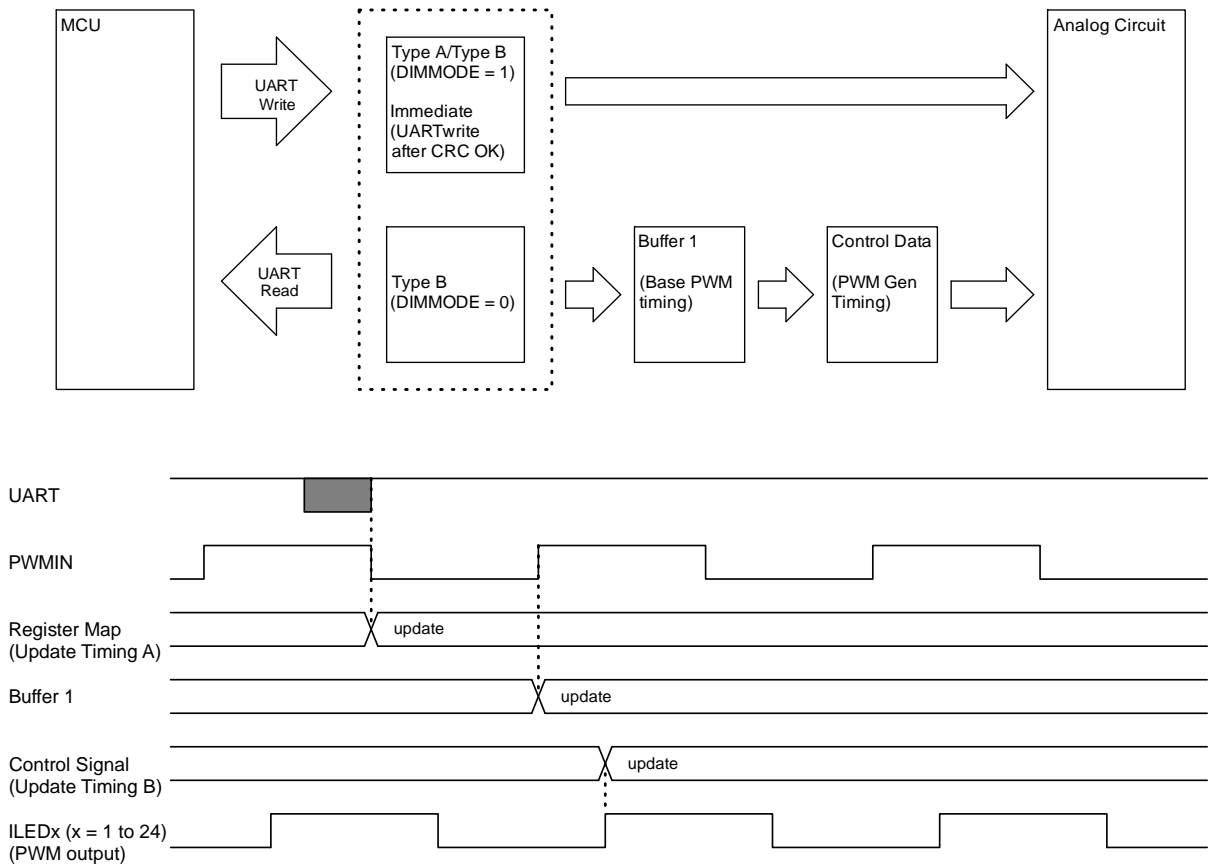 MCU
UART
Write
Type A/Type B
(DIMMODE = 1)
Immediate
(UARTwrite
after CRC OK)
Analog Circuit
UART
Read
Type B
(DIMMODE = 0)
Buffer 1
(Base PWM
timing)
Control Data
(PWM Gen
Timing)
UART
PWMIN
Register Map
(Update Timing A)
update
Buffer 1
update
Control Signal
(Update Timing B)
update
ILEDx (x = 1 to 24)
(PWM output)